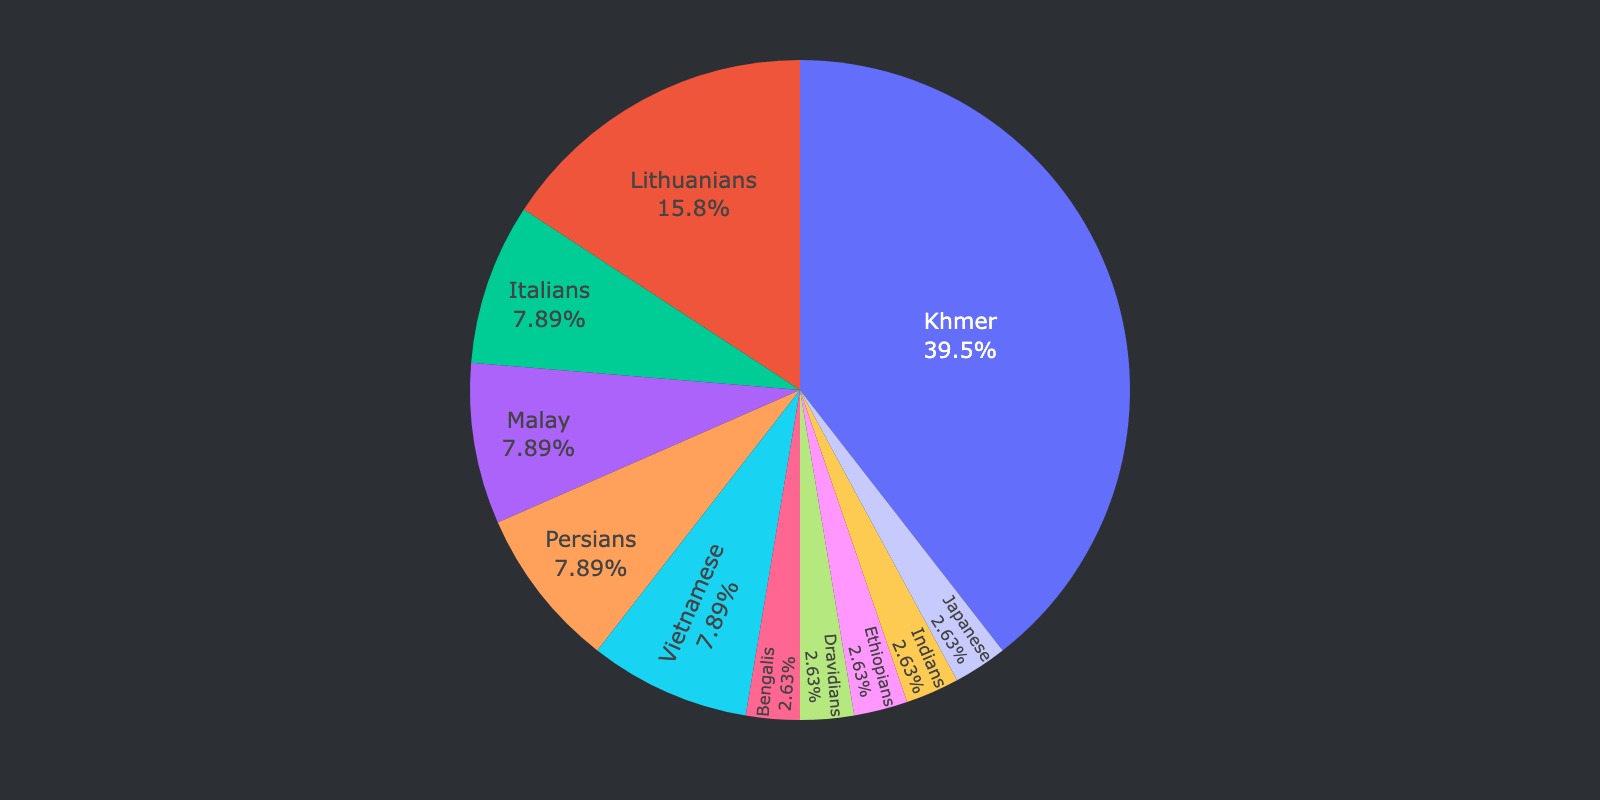 Lithuanians
15.8%
Khmer
39.5%
Italians
7.89%
Malay
7.89%
Persians
7.89%
Vietnamese
7.89%
Bengalis
2.63%
Dravidians
2.63%
Ethiopians
2.63%
Indians
2.63%
Japanese
2.63%